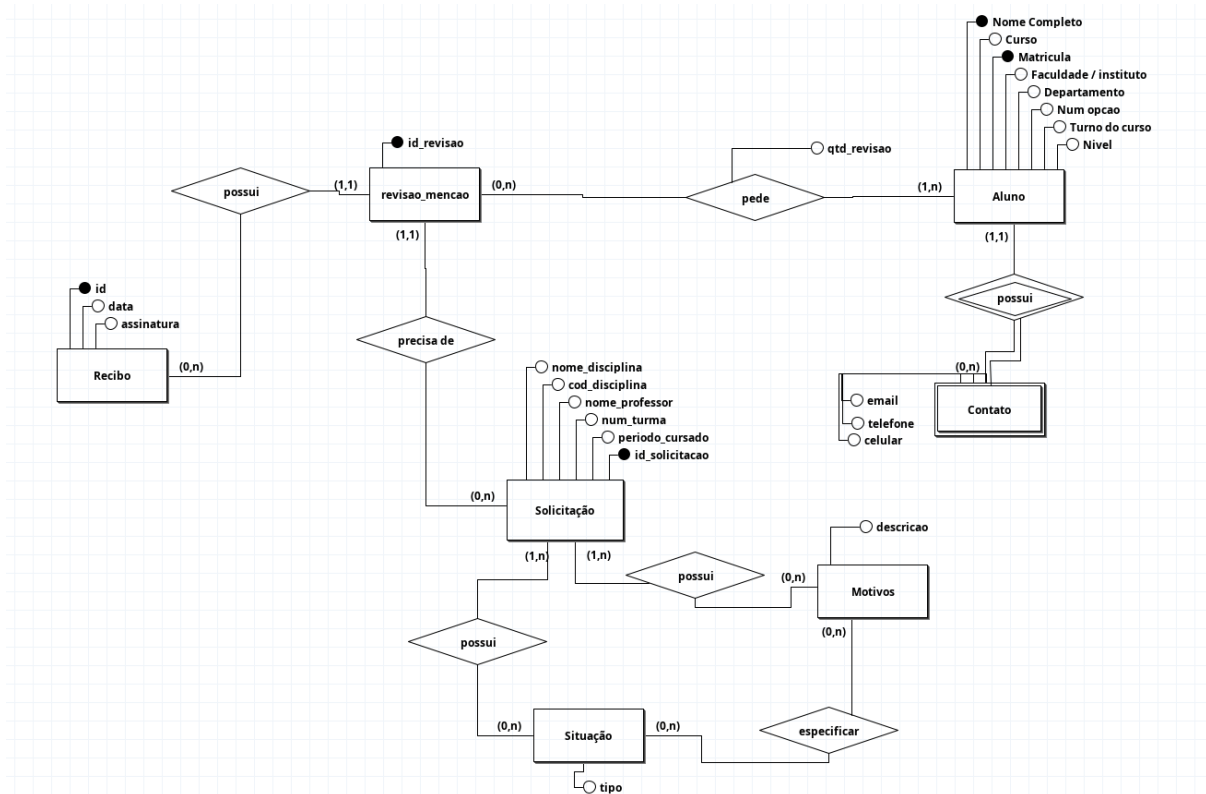 Nome Completo
Curso
Matricula
Faculdade / instituto
Departamento
Num opcao
Turno do curso
Nivel
id_revisao
qtd_revisao
possui
(1,1)
revisao_mencao
(0,n)
pede
(1,n)
Aluno
(1,1)
(1,1)
id
data
assinatura
possui
precisa de
Recibo
(0,n)
nome_disciplina
cod_disciplina
nome_professor
num_turma
periodo_cursado
id_solicitacao
(0,n)
email
telefone
celular
Contato
(0,n)
Solicitação
descricao
(1,n)
(1,n)
possui
(0,n)
Motivos
(0,n)
possui
(0,n)
Situação
(0,n)
especificar
tipo